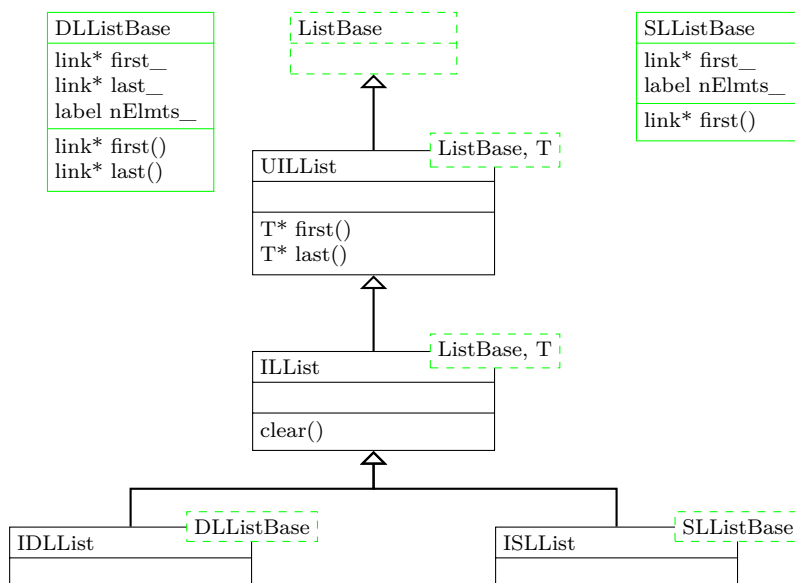 DLListBase
link* first_
link* last_
label nElmts_
link* first()
link* last()
ListBase
SLListBase
link* first_
label nElmts_
link* first()
ListBase, T
UILList
T* first()
T* last()
ListBase, T
ILList
clear()
DLListBase
IDLList
SLListBase
ISLList